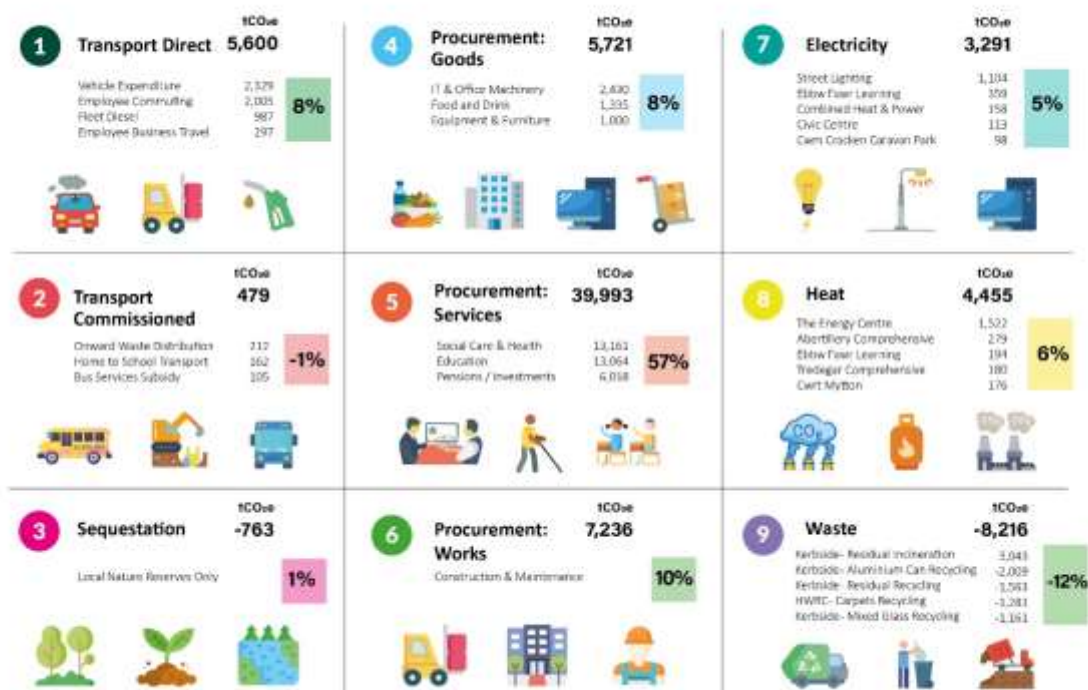 1 Transport Direct tCO₂e 5,600
Vehicle Expenditure 2,329
Employee Commuting 2,005
Fleet Diesel 987
Employee Business Travel 297
8%
4 Procurement: Goods tCO₂e 5,721
IT & Office Machinery 2,430
Food and Drink 1,335
Equipment & Furniture 1,000
8%
7 Electricity tCO₂e 3,291
Street Lighting 1,104
Ebbw Fawr Learning 359
Combined Heat & Power 158
Civic Centre 113
Cwm Crachen Caravan Park 98
5%
2 Transport Commissioned tCO₂e 479
Onward Waste Distribution 212
Home to School Transport 162
Bus Services Subsidy 105
-1%
5 Procurement: Services tCO₂e 39,993
Social Care & Health 13,161
Education 13,064
Pensions / Investments
57%
8 Heat tCO₂e 4,455
The Energy Centre 1,522
Abertillery Comprehensive 279
Ebbw Fawr Learning 194
Tredegar Comprehensive 180
Cwrt Mytton 176
6%
CO₂
3 Sequestation tCO₂e -763
Local Nature Reserves Only
1%
6 Procurement: Works tCO₂e 7,236
Construction & Maintenance
10%
9 Waste tCO₂e -8,216
Kerbside- Residual Incineration 3,043
Kerbside- Aluminium Can Recycling -2,009
Kerbside- Residual Recycling -1,563
HWRC- Carpets Recycling -1,283
Kerbside- Mixed Glass Recycling -1,161
-12%